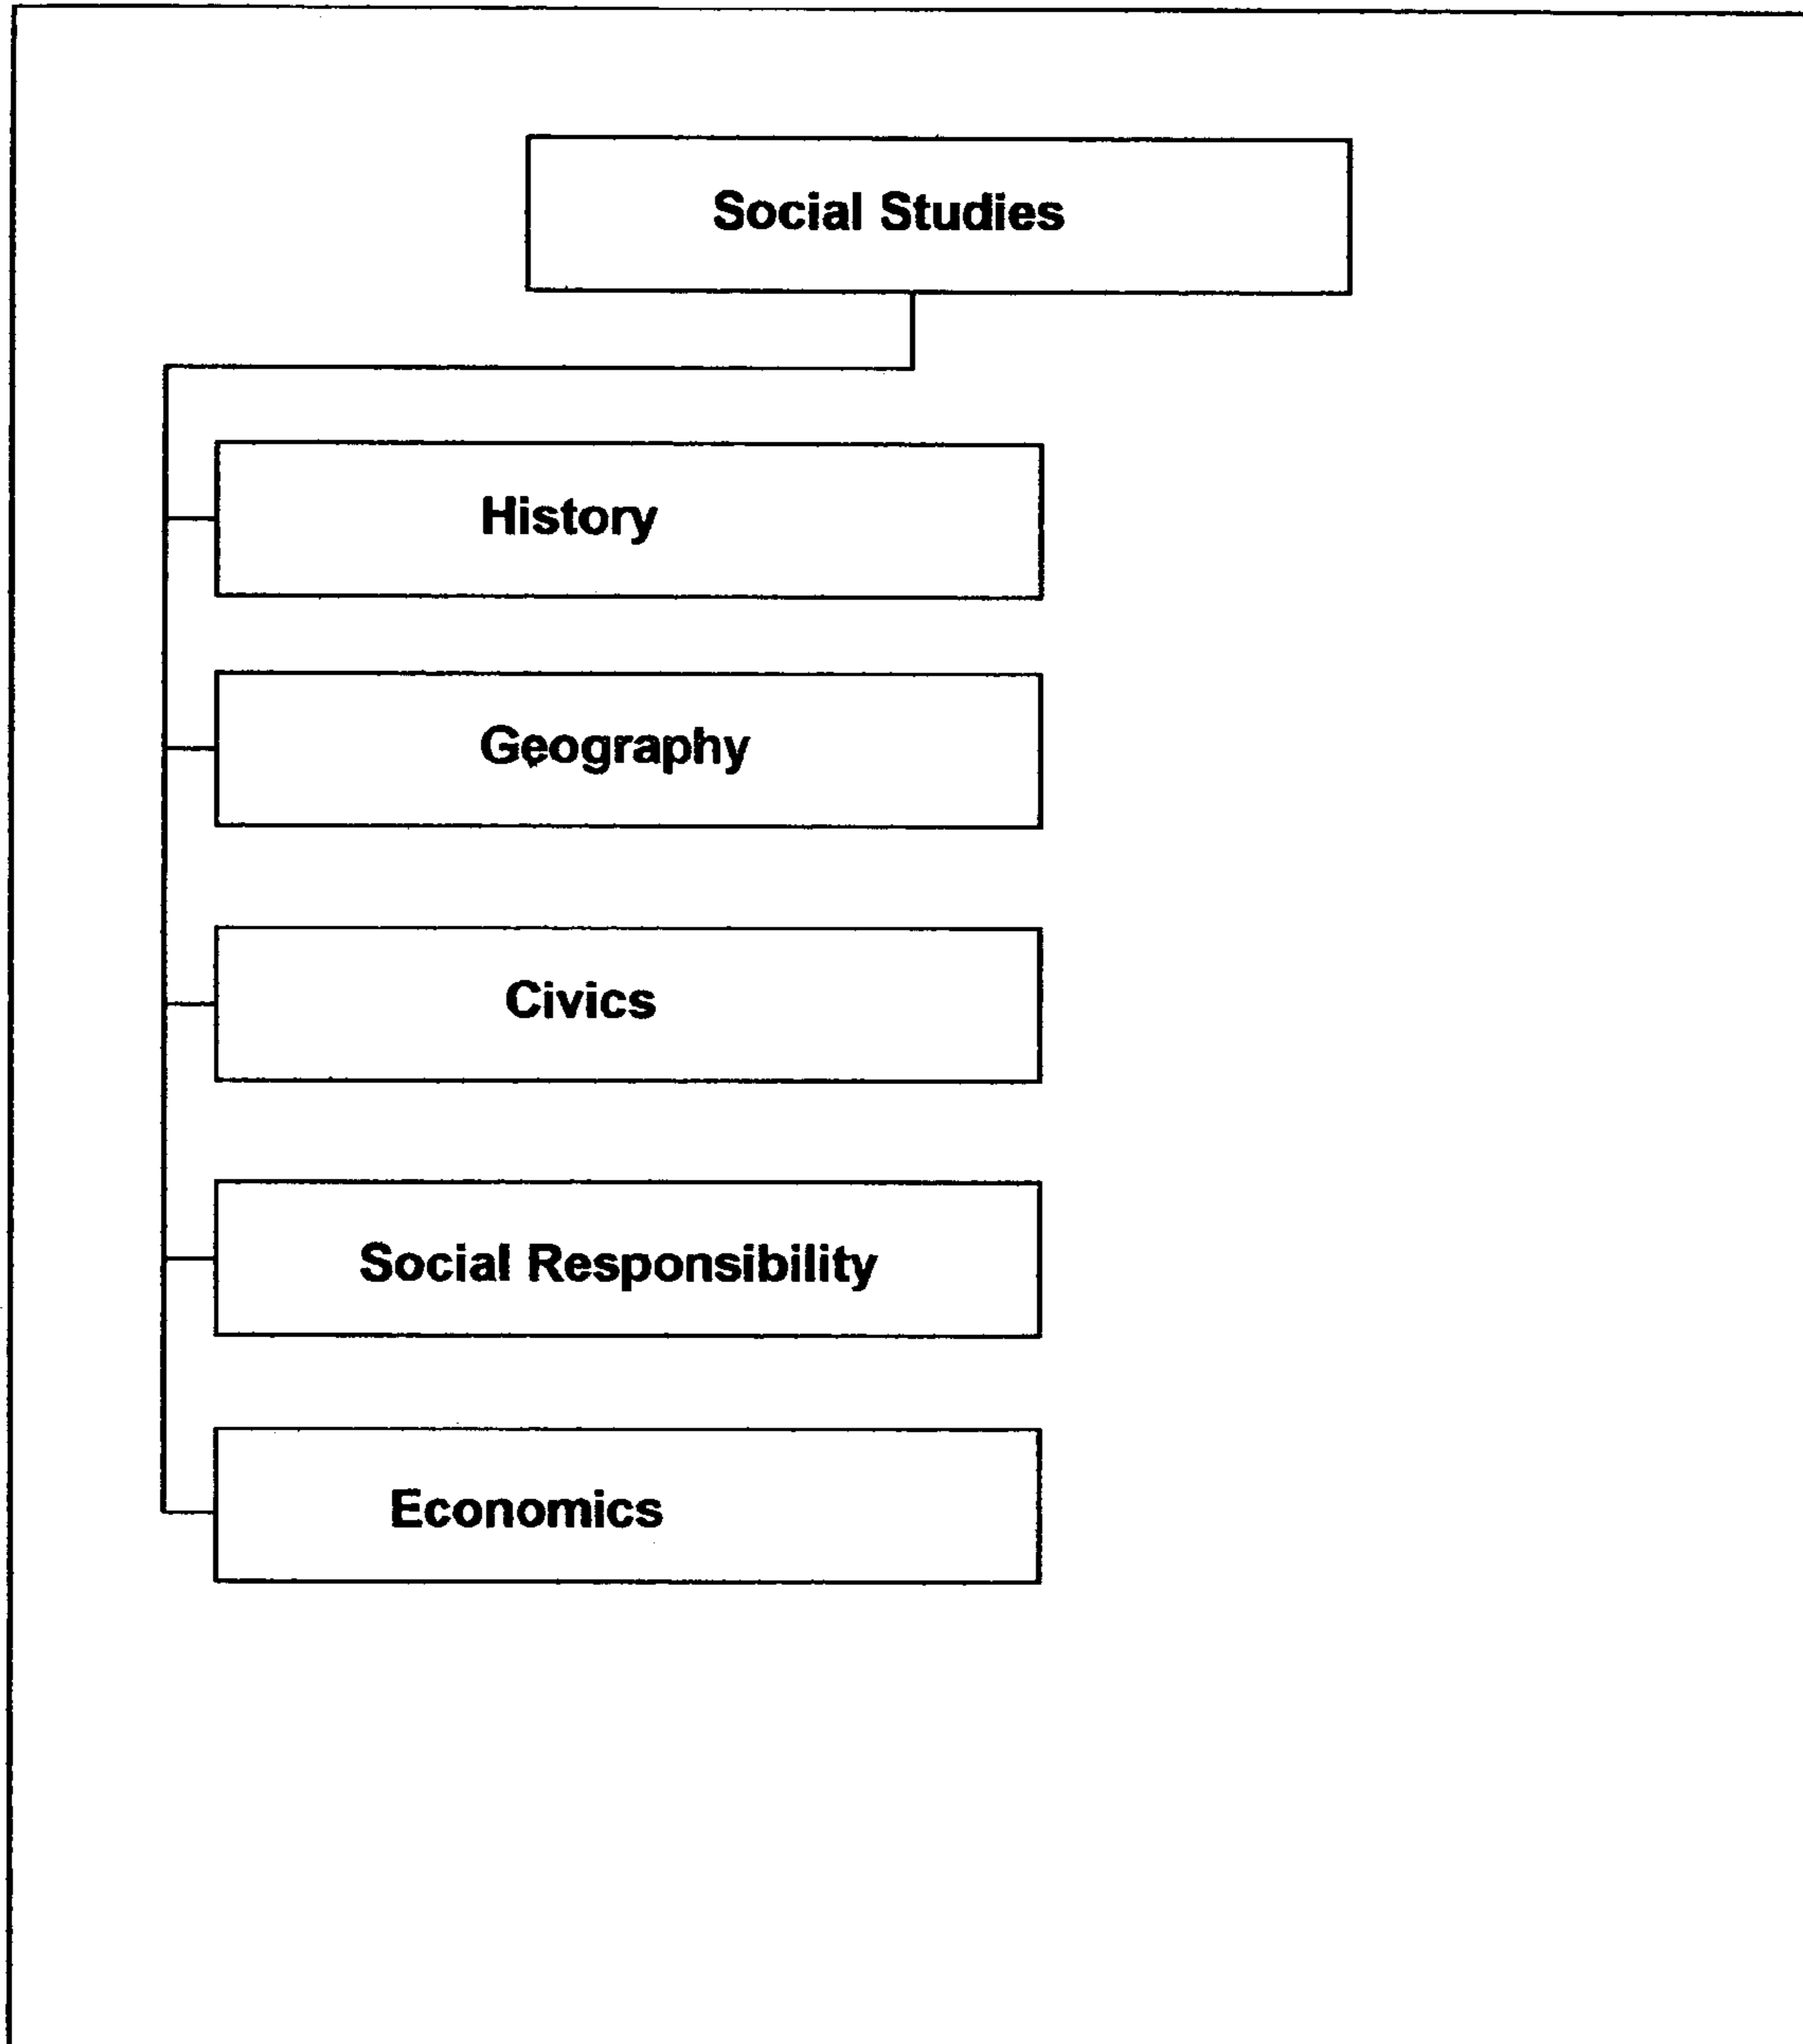 Social Studies
History
Geography
Civics
Social Responsibility
Economics